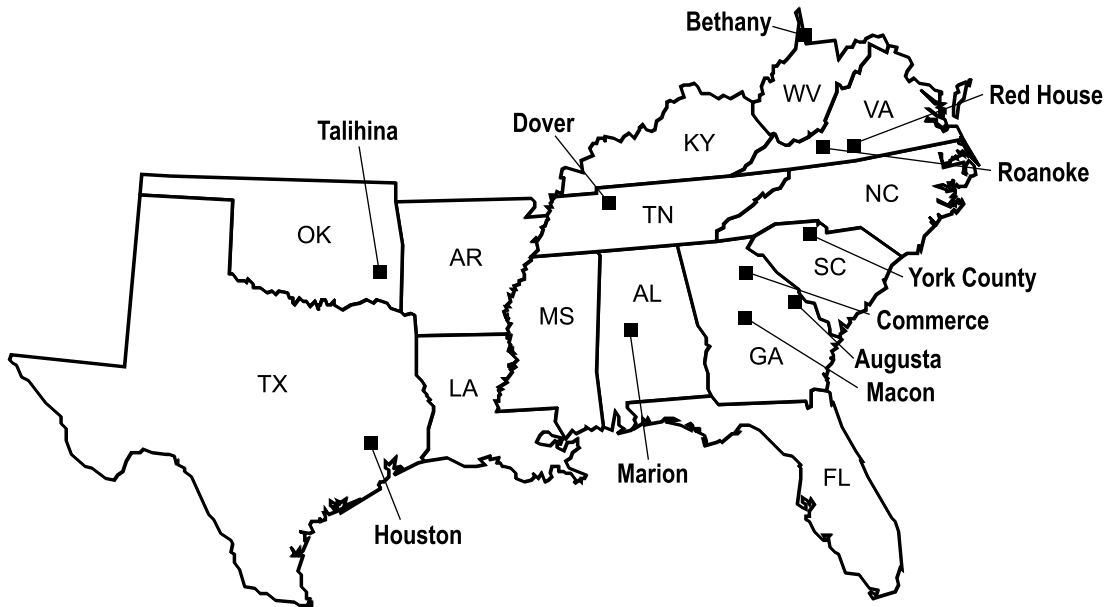 Bethany
WV
Red House
VA
Talihina
Dover
KY
Roanoke
NC
TN
OK
AR
SC
York County
AL
MS
Commerce
GA
Augusta
TX
LA
Macon
Marion
FL
Houston